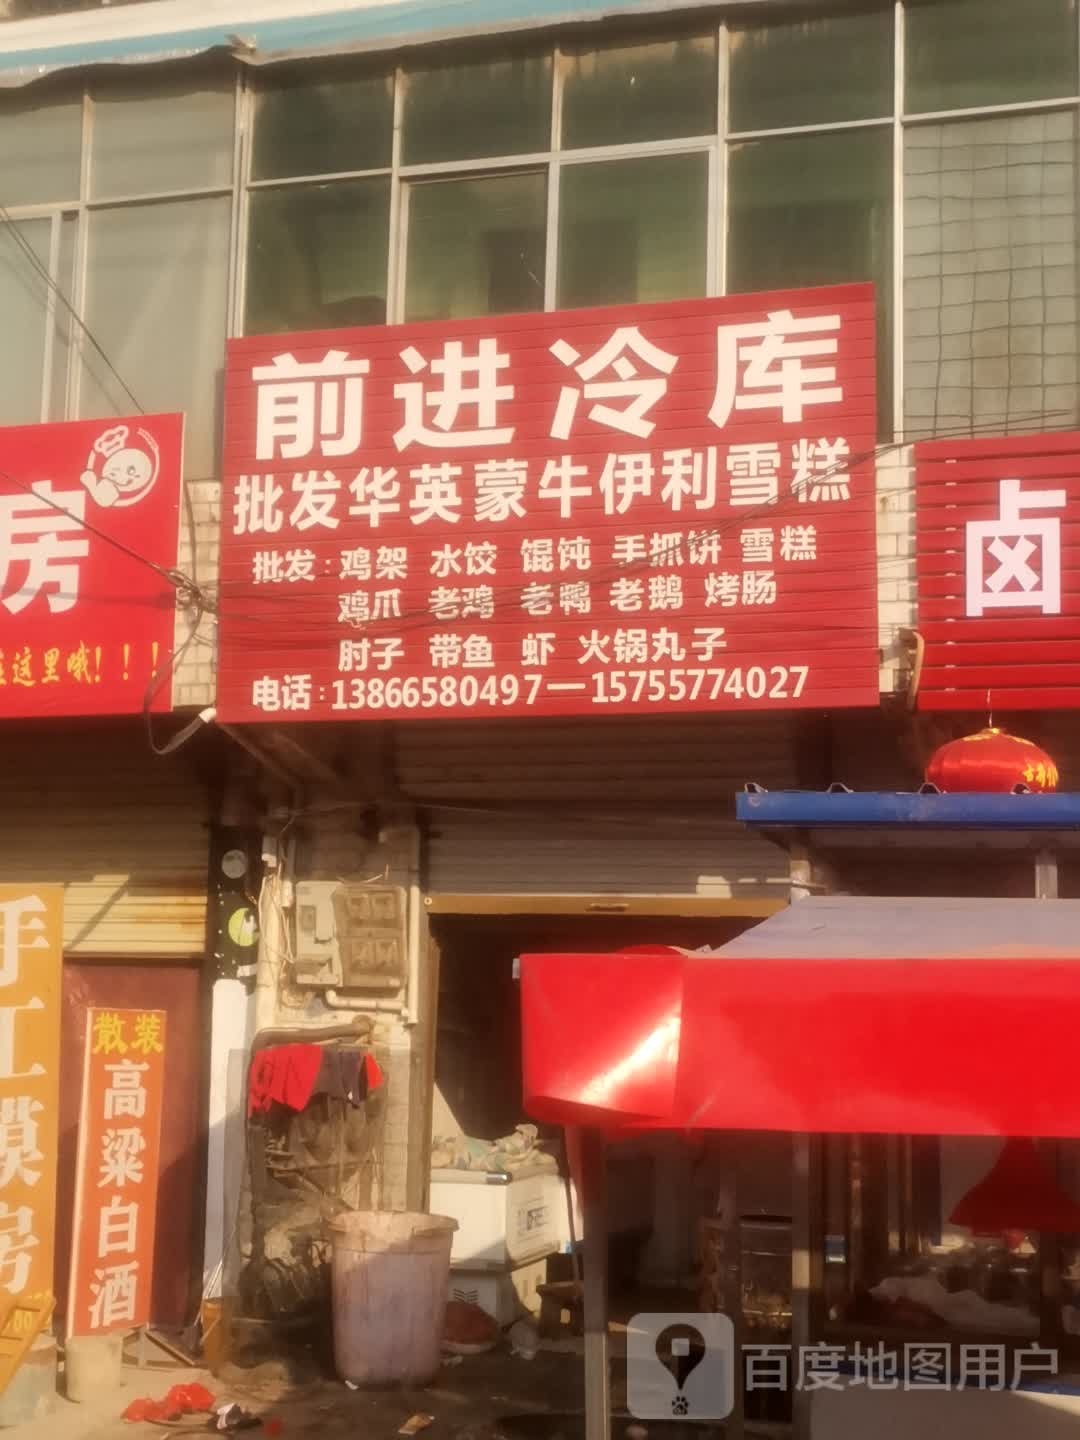 前进冷库
批发华英蒙牛伊利雪糕
批发:鸡架 水饺 馄饨 手抓饼 雪糕
鸡爪 老鸡 老鸭 老鹅 烤肠
肘子 带鱼 虾 火锅丸子
电话:13866580497—15755774027
房
在这里哦!!!
卤
手工馍房
散装
高粱白酒
百度地图用户